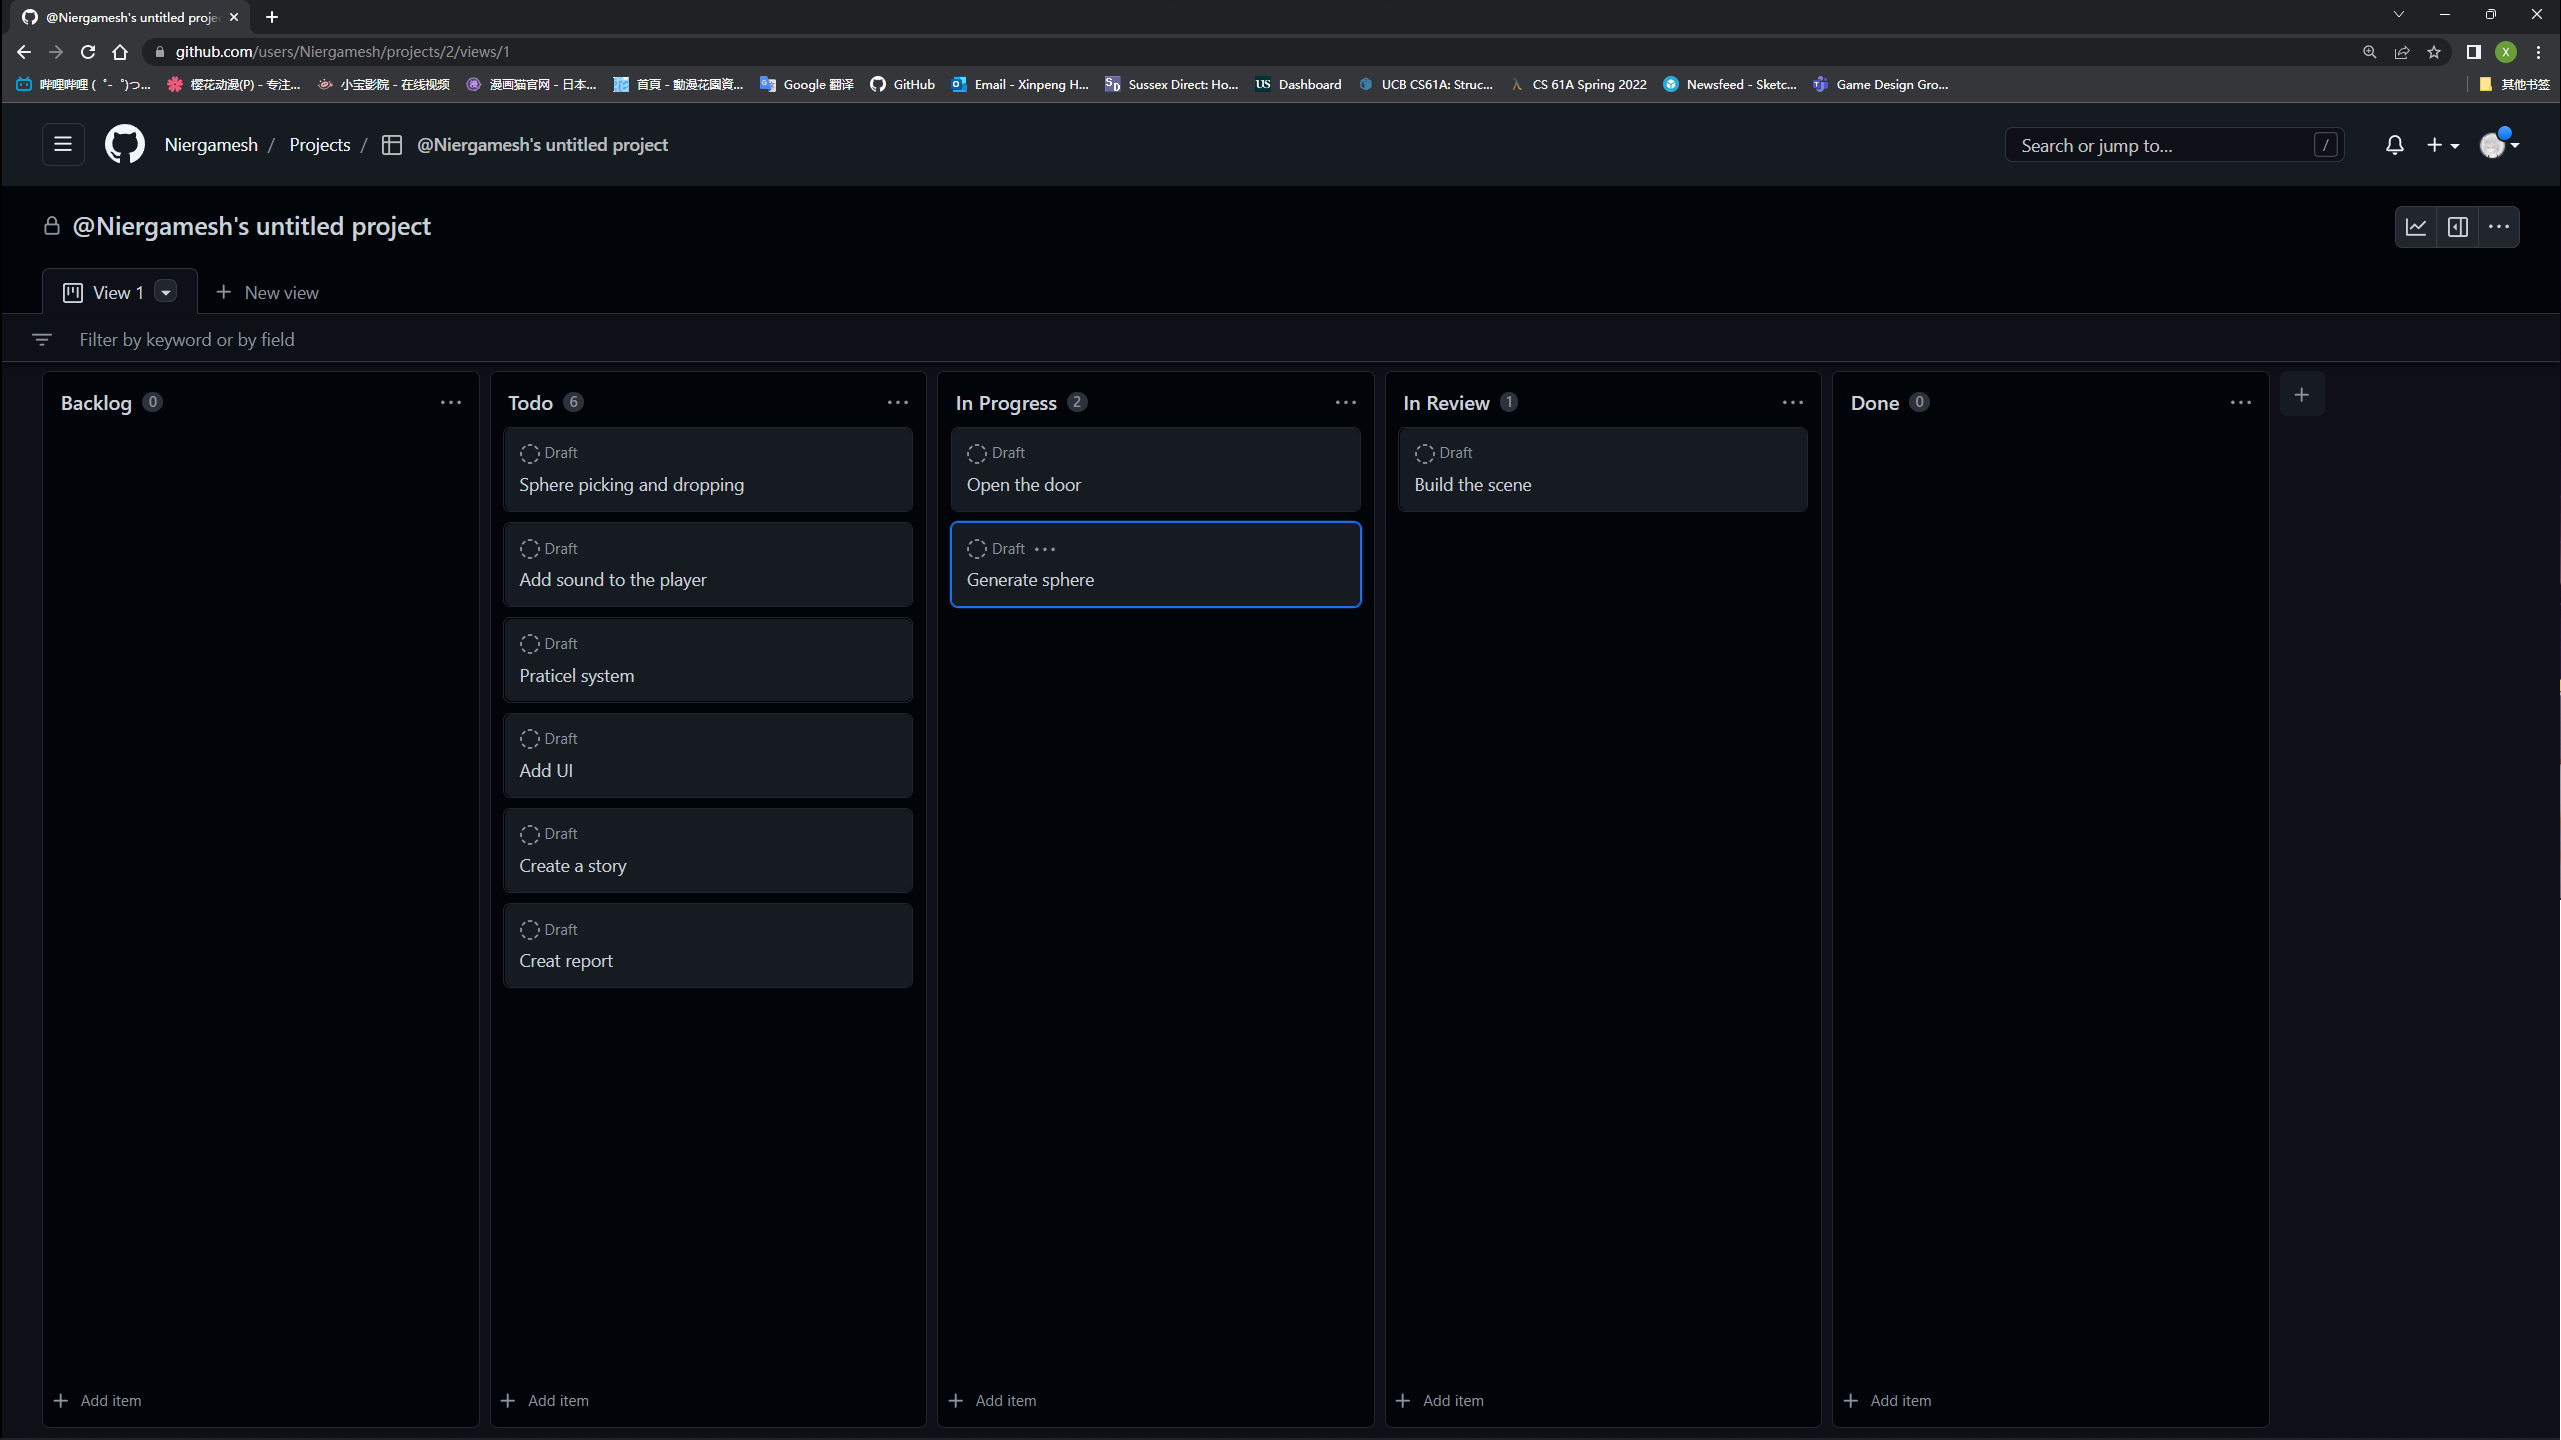 @Niergamesh's untitled proje
github.com/users/Niergamesh/projects/2/views/1
哔哩哔哩 (゜-゜)つ... 樱花动漫(P) - 专注... 小宝影院 - 在线视频 漫画猫官网 - 日本... 首頁 - 動漫花園資... Google 翻译 GitHub Email - Xinpeng H... Sussex Direct: Ho... Dashboard UCB CS61A: Struc... CS 61A Spring 2022 Newsfeed - Sketc... Game Design Gro... 其他书签
Niergamesh / Projects / @Niergamesh's untitled project Search or jump to... /
@Niergamesh's untitled project
View 1 New view
Filter by keyword or by field
Backlog 0
Todo 6
Draft
Sphere picking and dropping
Draft
Add sound to the player
Draft
Praticel system
Draft
Add UI
Draft
Create a story
Draft
Creat report
In Progress 2
Draft
Open the door
Draft
Generate sphere
In Review 1
Draft
Build the scene
Done 0
Add item Add item Add item Add item Add item